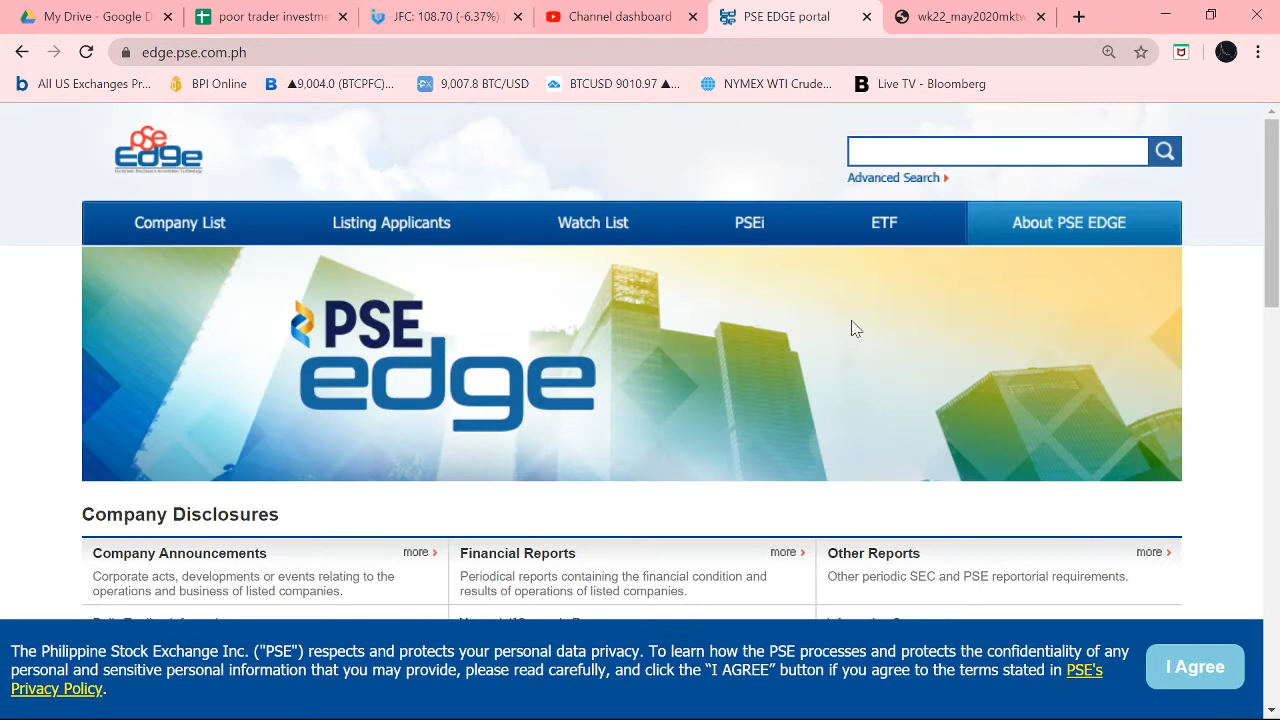 My Drive - Google D
poor trader investm
JFC: 108.70 (-6.37%)
Channel dashboard
PSE EDGE portal
wk22_may2020mktw
edge.pse.com.ph
All US Exchanges Pr...
BPI Online
▲9,004.0 (BTCPFC)...
9,007.8 BTC/USD
BTCUSD 9010.97 ▲...
NYMEX WTI Crude...
Live TV - Bloomberg
pse
Edge
Advanced Search
Company List
Listing Applicants
Watch List
PSEi
ETF
About PSE EDGE
PSE
edge
Company Disclosures
Company Announcements
more
Corporate acts, developments or events relating to the
operations and business of listed companies.
Financial Reports
more
Periodical reports containing the financial condition and
results of operations of listed companies.
Other Reports
more
Other periodic SEC and PSE reportorial requirements.
The Philippine Stock Exchange Inc. ("PSE") respects and protects your personal data privacy. To learn how the PSE processes and protects the confidentiality of any
personal and sensitive personal information that you may provide, please read carefully, and click the “I AGREE” button if you agree to the terms stated in PSE's
Privacy Policy.
I Agree